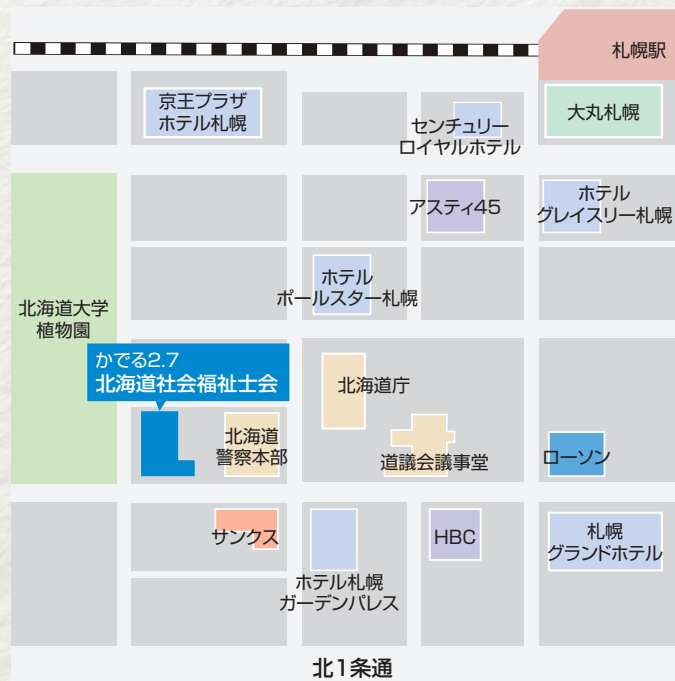 札幌駅
京王プラザ
ホテル札幌
センチュリー
ロイヤルホテル
大丸札幌
アスティ45
ホテル
グレイスリー札幌
ホテル
ポールスター札幌
北海道大学
植物園
かでる2.7
北海道社会福祉士会
北海道庁
北海道
警察本部
道議会議事堂
ローソン
サンクス
HBC
札幌
グランドホテル
ホテル札幌
ガーデンパレス
北1条通